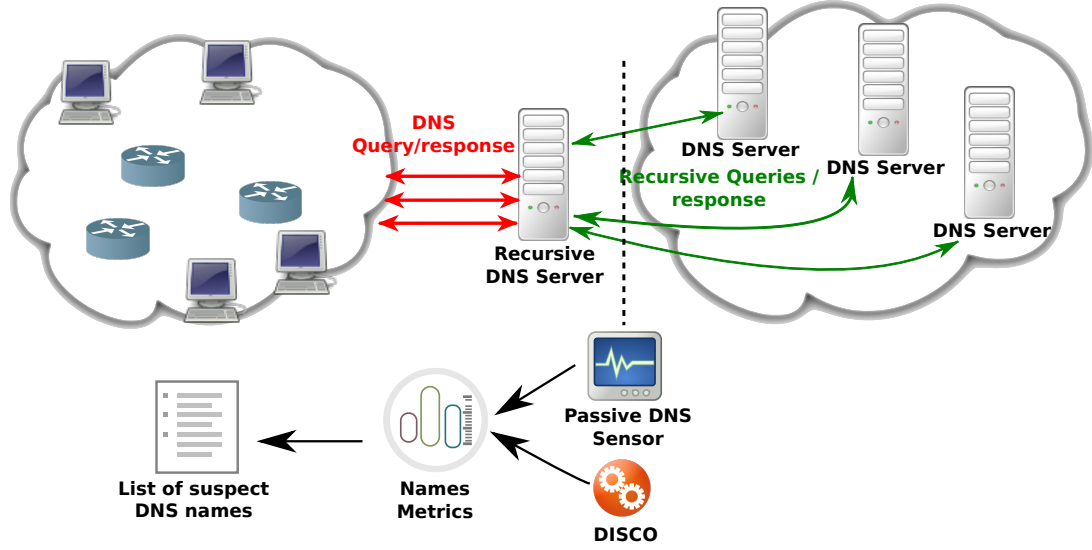 DNS
Query/response
DNS Server
DNS Server
DNS Server
Recursive Queries /
response
Recursive
DNS Server
Passive DNS
Sensor
Names
Metrics
List of suspect
DNS names
DISCO